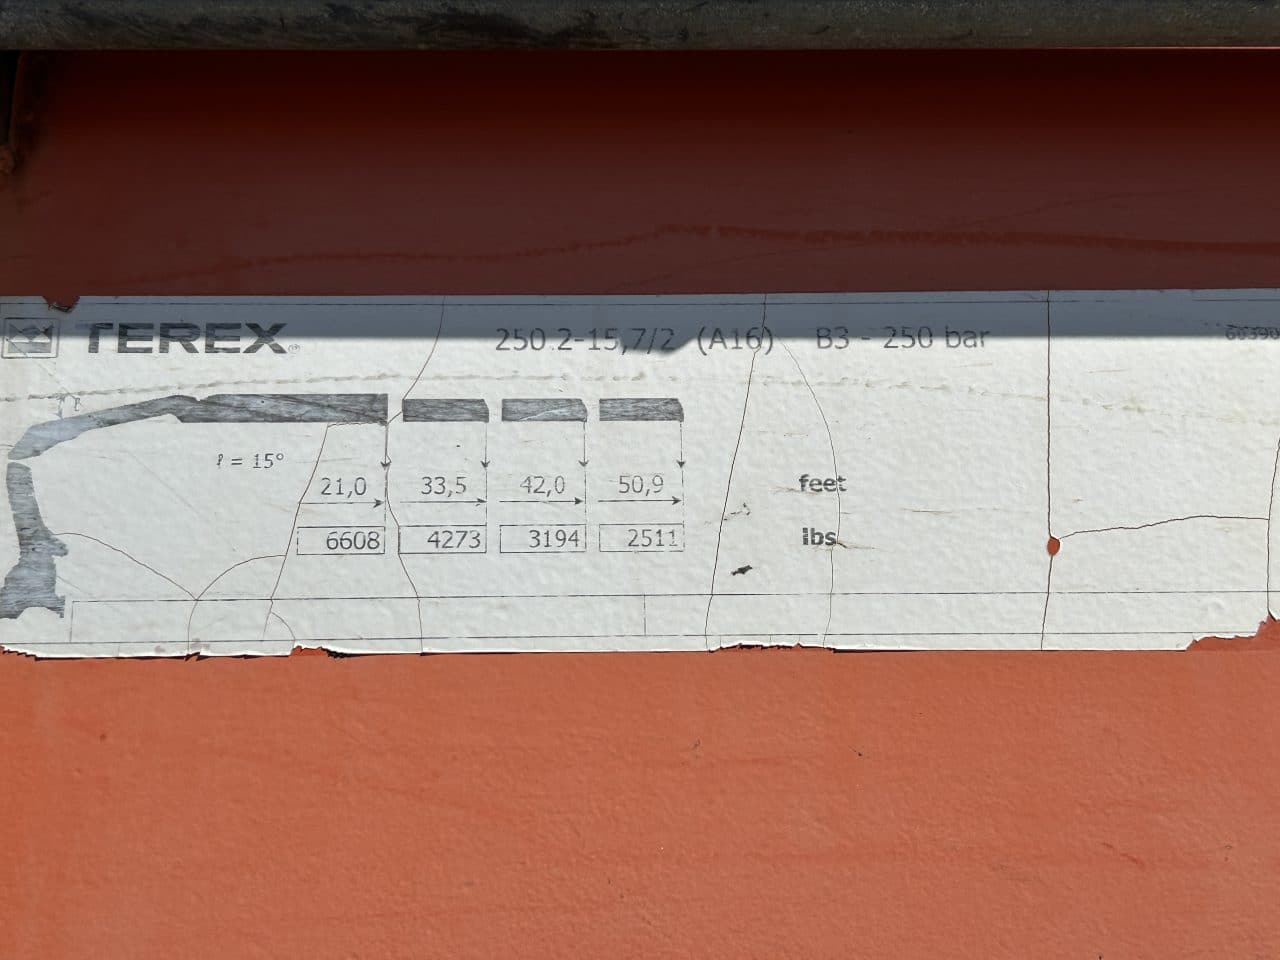 TEREX®
250.2-15,7/2 (A16) B3 - 250 bar
ℓ = 15°
21,0 33,5 42,0 50,9 feet
6608 4273 3194 2511 lbs